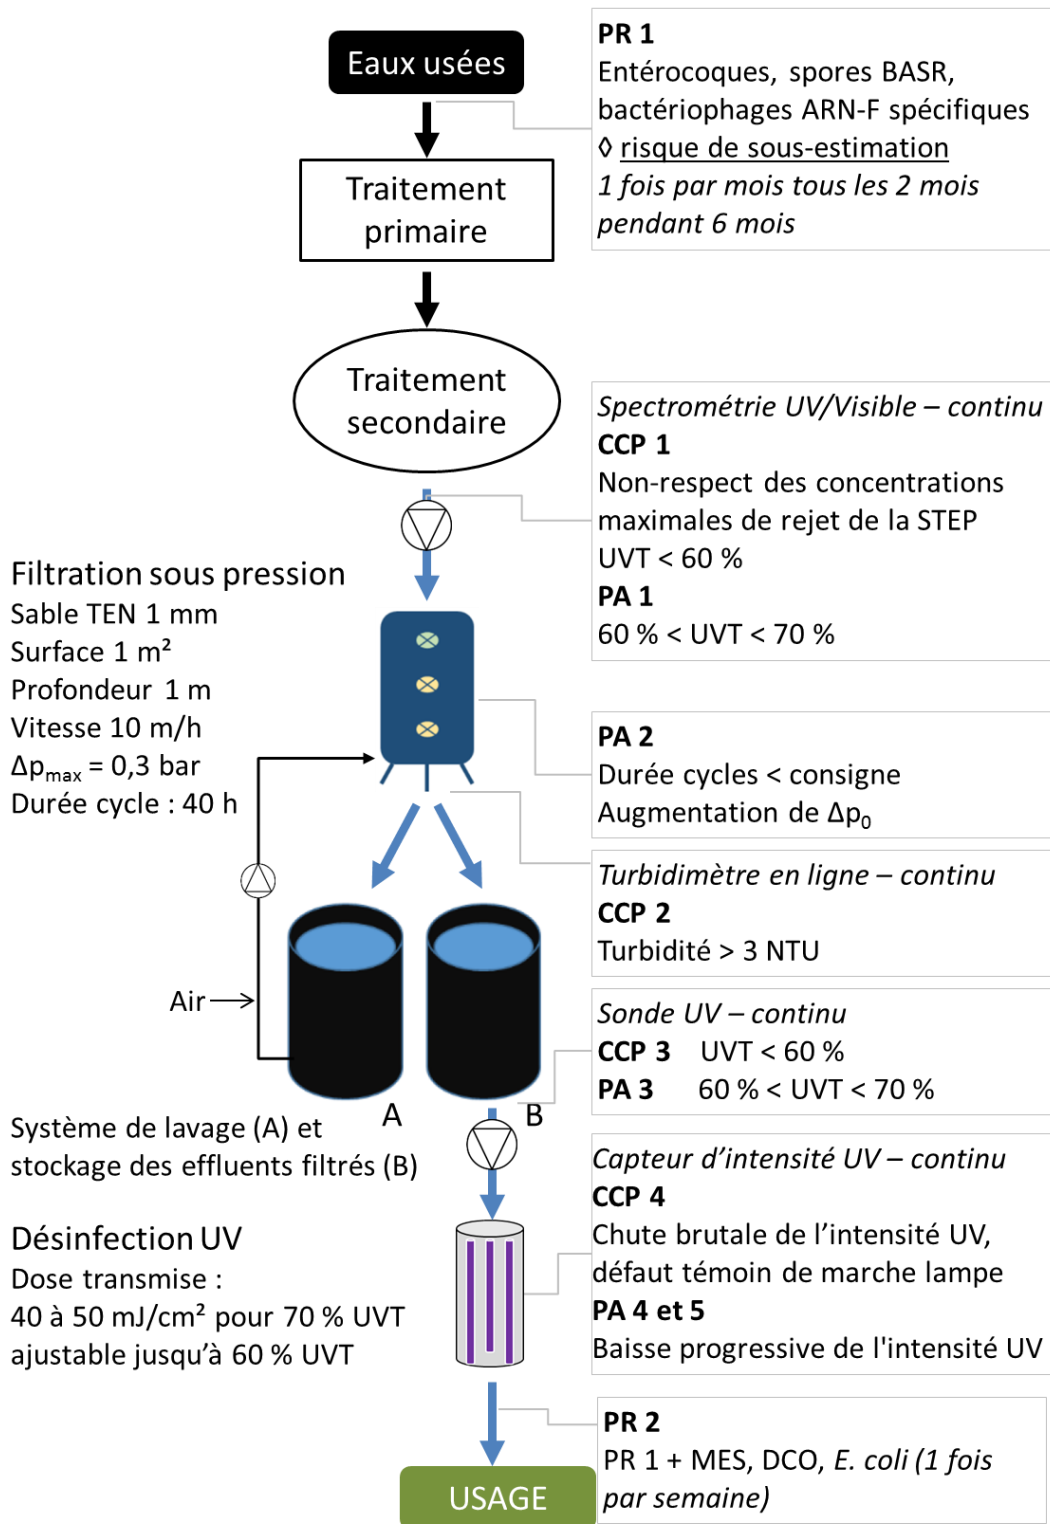 Eaux usées
PR 1
Entérocoques, spores BASR,
bactériophages ARN-F spécifiques
◊ risque de sous-estimation
1 fois par mois tous les 2 mois
pendant 6 mois
Traitement
primaire
Traitement
secondaire
Spectrométrie UV/Visible – continu
CCP 1
Non-respect des concentrations
maximales de rejet de la STEP
UVT < 60 %
PA 1
60 % < UVT < 70 %
Filtration sous pression
Sable TEN 1 mm
Surface 1 m²
Profondeur 1 m
Vitesse 10 m/h
Δpmax = 0,3 bar
Durée cycle : 40 h
PA 2
Durée cycles < consigne
Augmentation de Δp0
Turbidimètre en ligne – continu
CCP 2
Turbidité > 3 NTU
Air
Sonde UV – continu
CCP 3 UVT < 60 %
PA 3 60 % < UVT < 70 %
A
B
Système de lavage (A) et
stockage des effluents filtrés (B)
Capteur d'intensité UV – continu
CCP 4
Chute brutale de l'intensité UV,
défaut témoin de marche lampe
PA 4 et 5
Baisse progressive de l'intensité UV
Désinfection UV
Dose transmise :
40 à 50 mJ/cm² pour 70 % UVT
ajustable jusqu'à 60 % UVT
PR 2
PR 1 + MES, DCO, E. coli (1 fois
par semaine)
USAGE